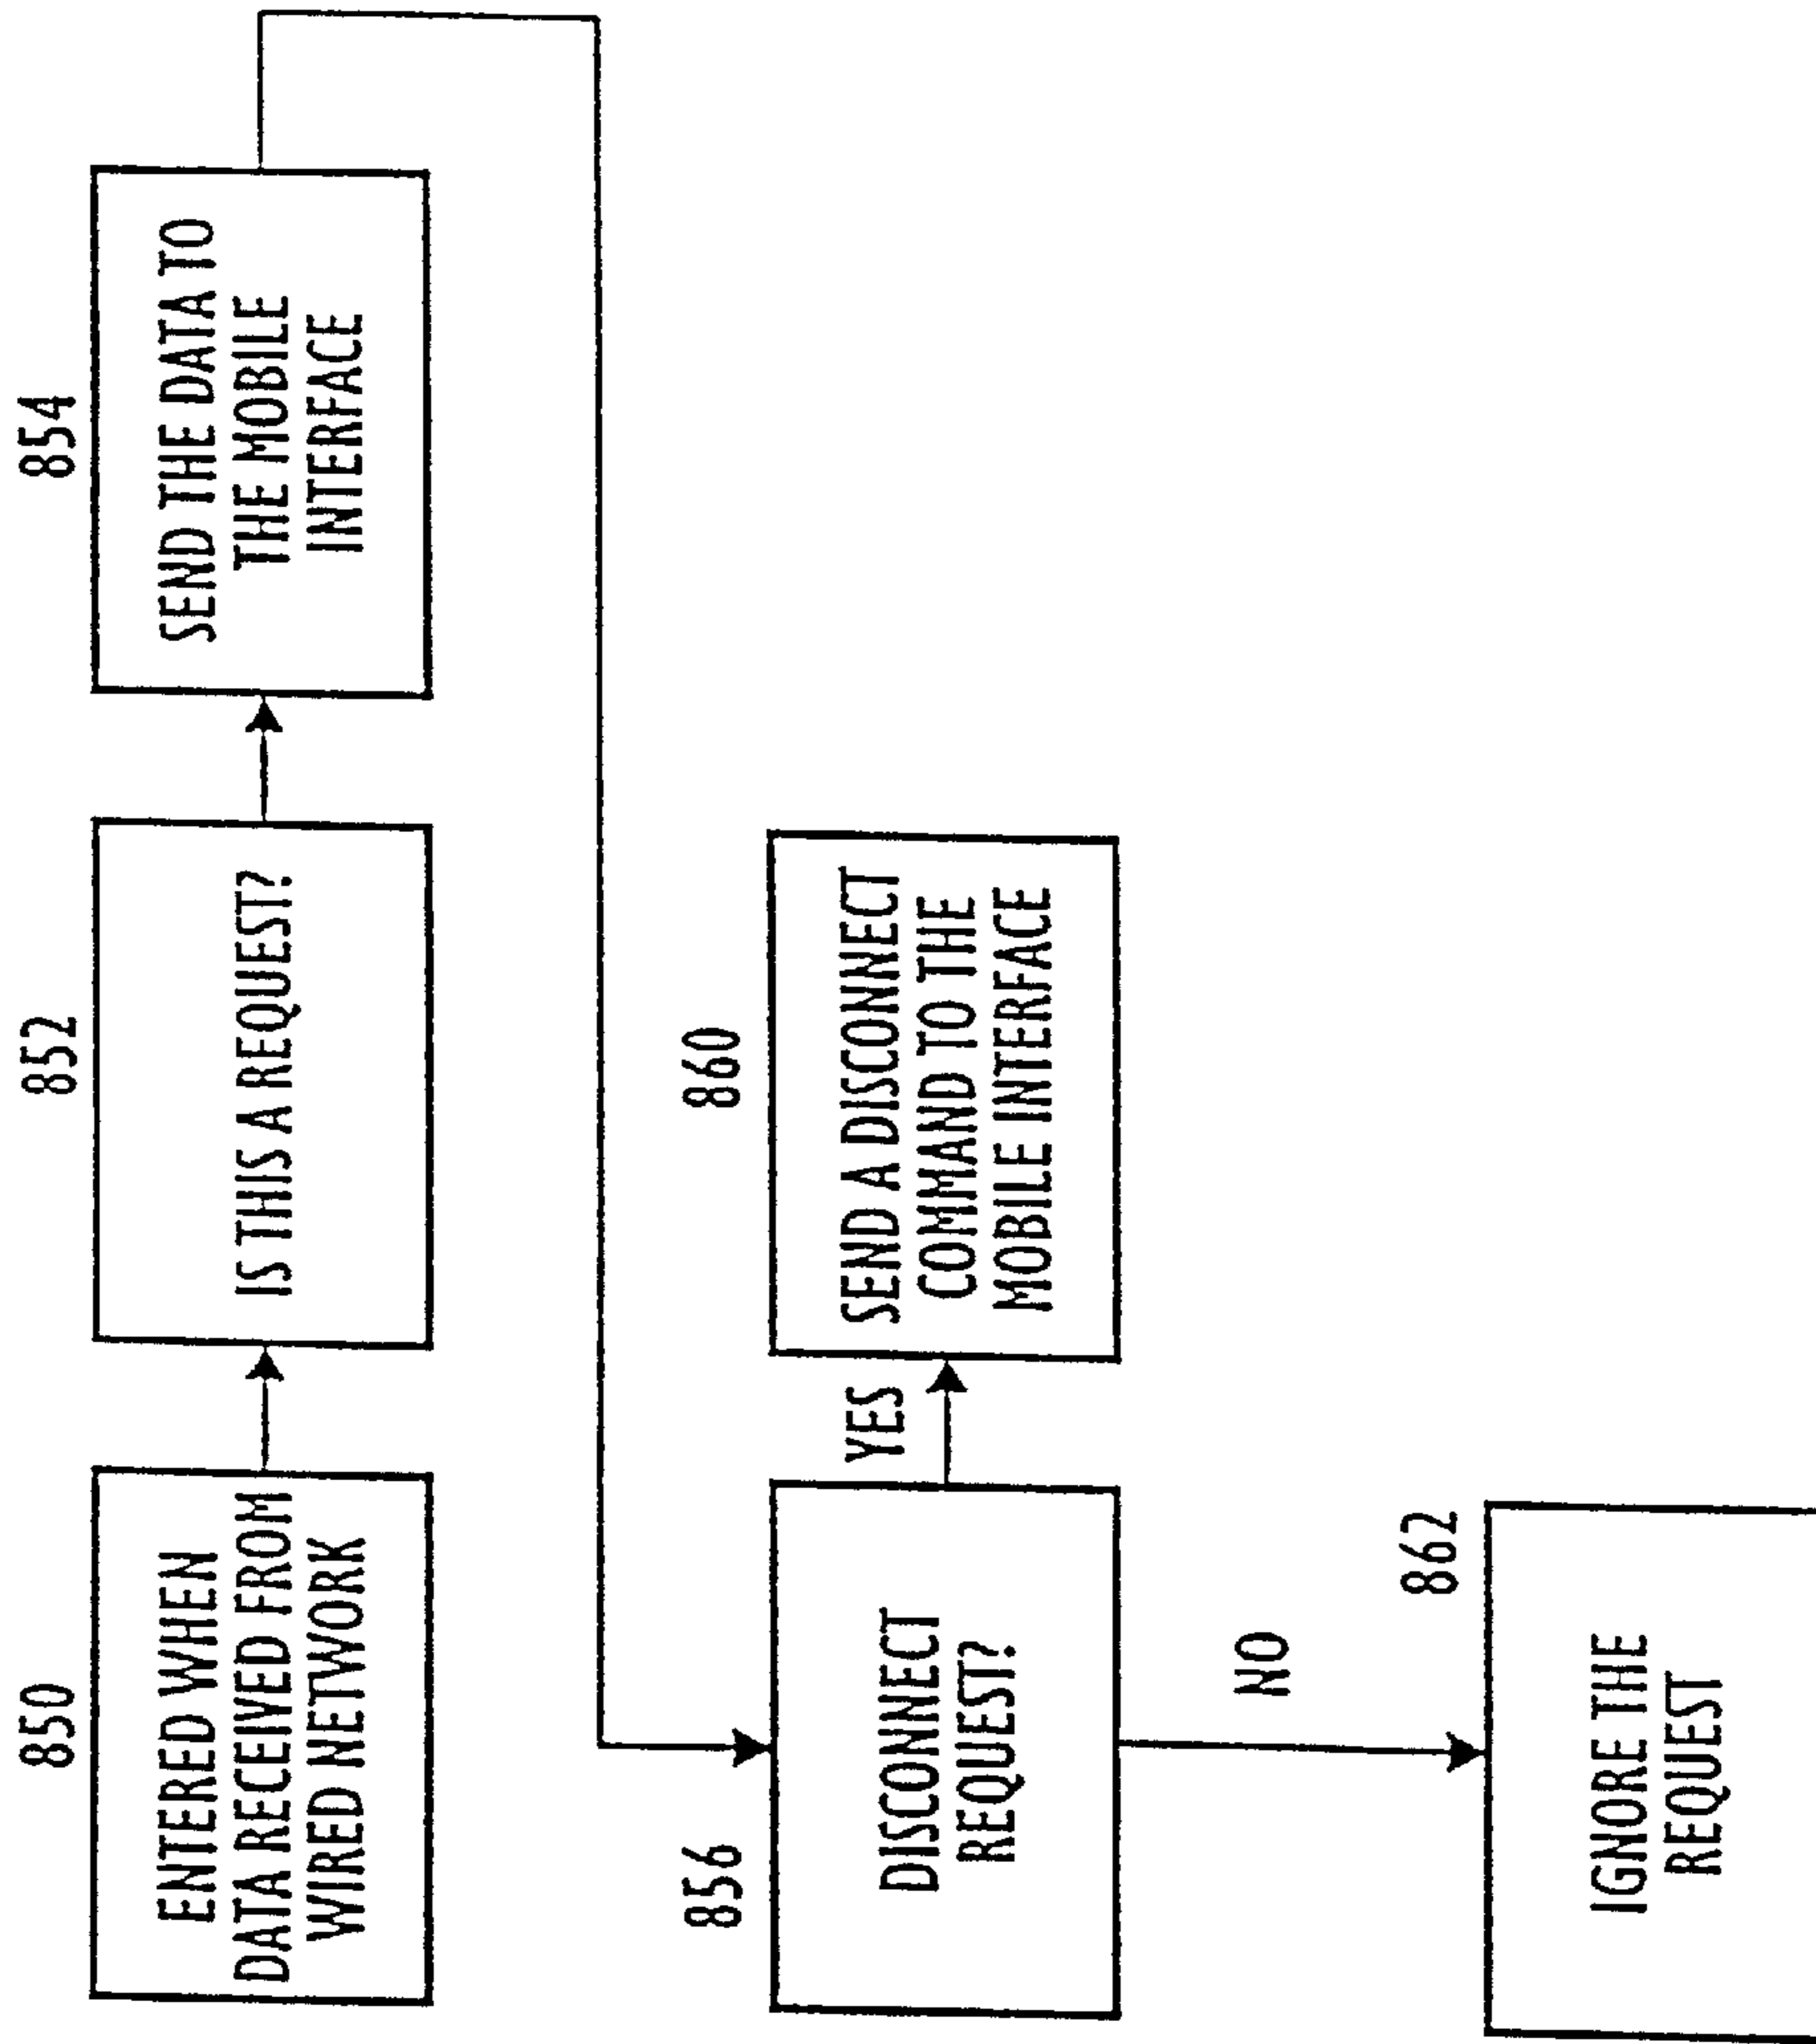 850
ENTERED WHEN
DATA RECEIVED FROM
WIRED NETWORK
852
IS THIS A REQUEST?
854
SEND THE DATA TO
THE MOBILE
INTERFACE
856
DISCONNECT
REQUEST?
YES
860
SEND A DISCONNECT
COMMAND TO THE
MOBILE INTERFACE
NO
862
IGNORE THE
REQUEST